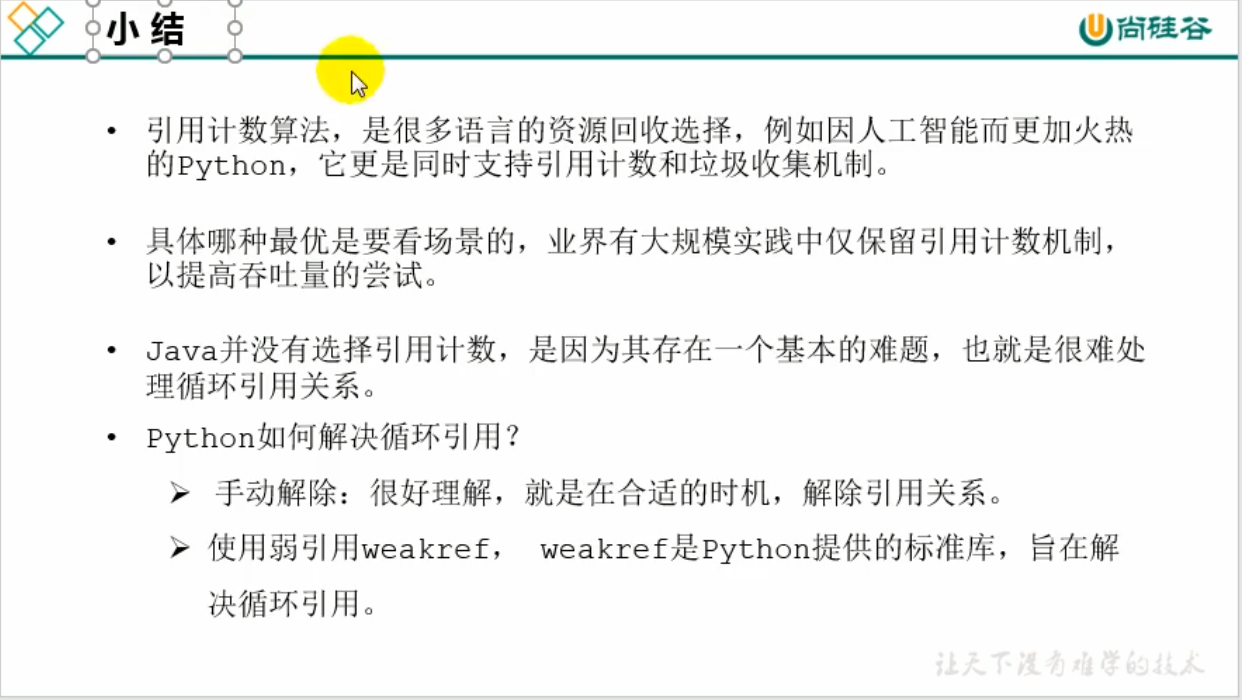 小 结
尚硅谷
• 引用计数算法，是很多语言的资源回收选择，例如因人工智能而更加火热
的Python，它更是同时支持引用计数和垃圾收集机制。
• 具体哪种最优是要看场景的，业界有大规模实践中仅保留引用计数机制，
以提高吞吐量的尝试。
• Java并没有选择引用计数，是因为其存在一个基本的难题，也就是很难处
理循环引用关系。
• Python如何解决循环引用？
➢ 手动解除：很好理解，就是在合适的时机，解除引用关系。
➢ 使用弱引用weakref， weakref是Python提供的标准库，旨在解
决循环引用。
让天下没有难学的技术